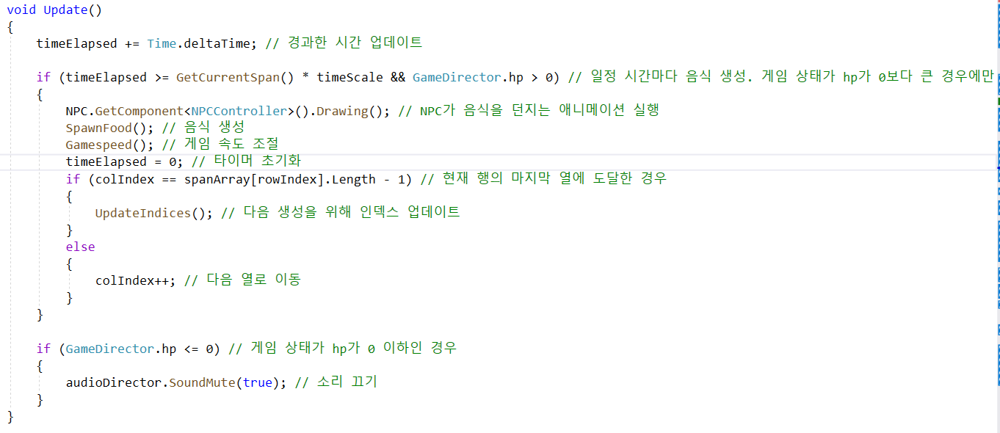 void Update()
{
timeElapsed += Time.deltaTime; // 경과한 시간 업데이트
if (timeElapsed >= GetCurrentSpan() * timeScale && GameDirector.hp > 0) // 일정 시간마다 음식 생성. 게임 상태가 hp가 0보다 큰 경우에만
{
NPC.GetComponent<NPCController>().Drawing(); // NPC가 음식을 던지는 애니메이션 실행
SpawnFood(); // 음식 생성
Gamespeed(); // 게임 속도 조절
timeElapsed = 0; // 타이머 초기화
if (colIndex == spanArray[rowIndex].Length - 1) // 현재 행의 마지막 열에 도달한 경우
{
UpdateIndices(); // 다음 생성을 위해 인덱스 업데이트
}
else
{
colIndex++; // 다음 열로 이동
}
}
if (GameDirector.hp <= 0) // 게임 상태가 hp가 0 이하인 경우
{
audioDirector.SoundMute(true); // 소리 끄기
}
}